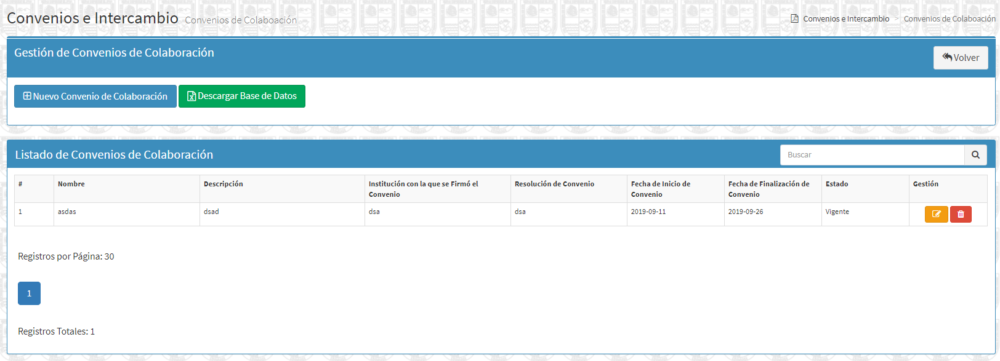 Convenios e Intercambio Convenios de Colaboación
Convenios e Intercambio > Convenios de Colaboación
Gestión de Convenios de Colaboración
Volver
Nuevo Convenio de Colaboración
Descargar Base de Datos
Listado de Convenios de Colaboración
Buscar
# Nombre Descripción Institución con la que se Firmó el Convenio Resolución de Convenio Fecha de Inicio de Convenio Fecha de Finalización de Convenio Estado Gestión
1 asdas dsad dsa dsa 2019-09-11 2019-09-26 Vigente
Registros por Página: 30
1
Registros Totales: 1